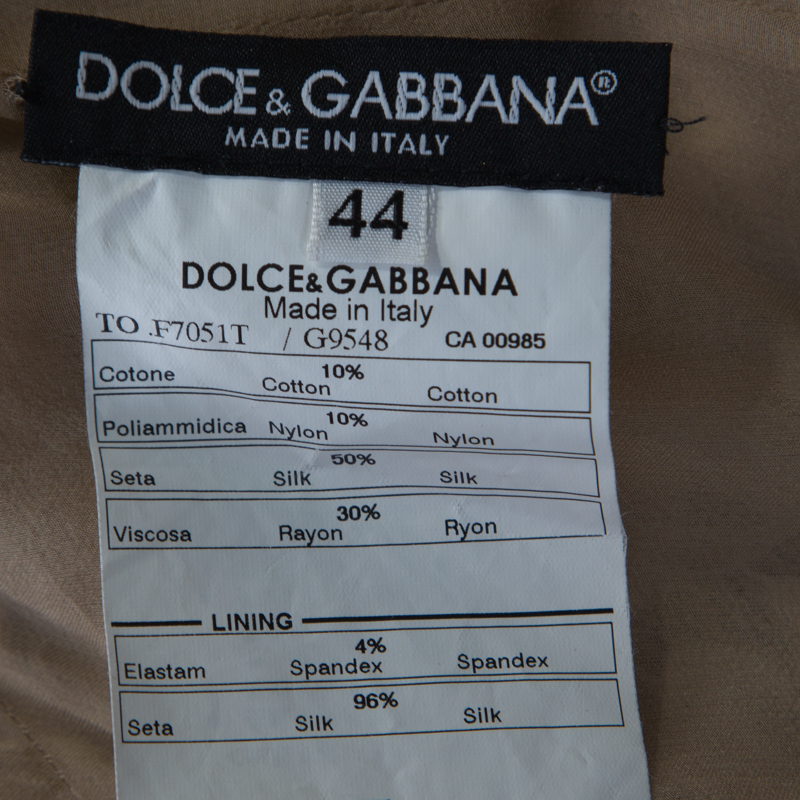 DOLCE & GABBANA®
MADE IN ITALY
44
DOLCE&GABBANA
Made in Italy
TO .F7051T / G9548 CA 00985
10%
Cotone Cotton Cotton
10%
Poliammidica Nylon Nylon
50%
Seta Silk Silk
30%
Viscosa Rayon Ryon
LINING
4%
Elastam Spandex Spandex
96%
Seta Silk Silk